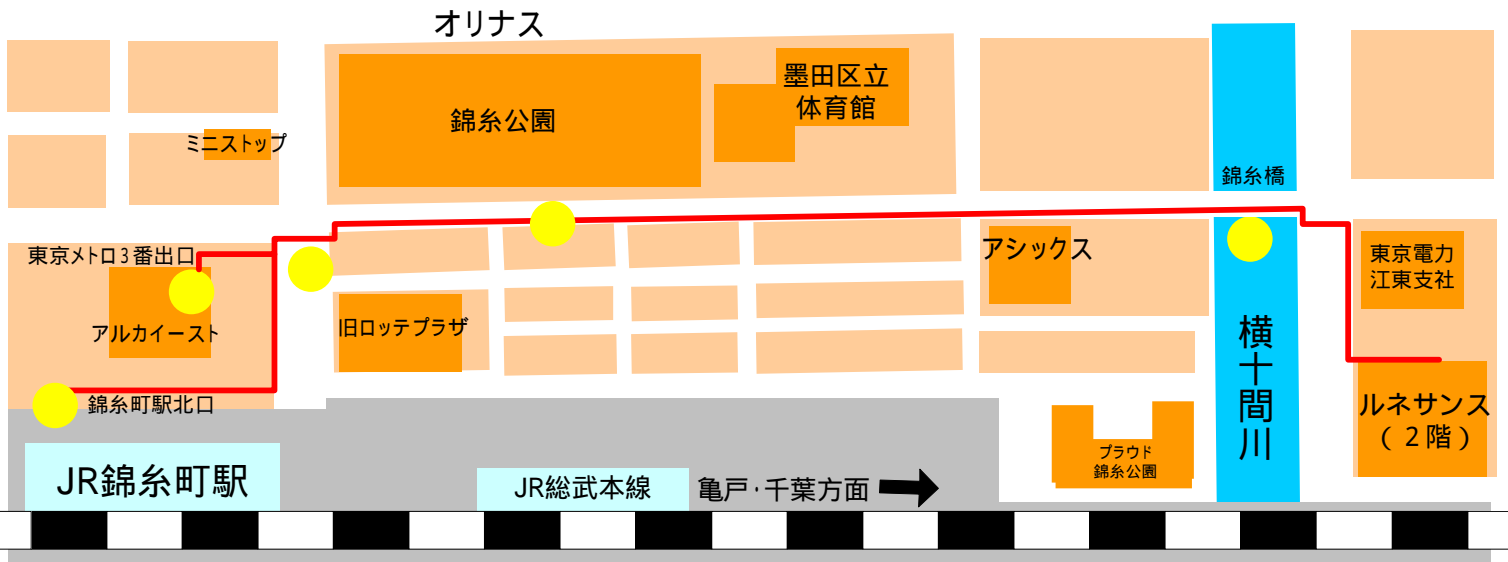 オリナス
錦糸公園
墨田区立
体育館
ミニストップ
錦糸橋
東京メトロ3番出口
アルカイースト
錦糸町駅北口
旧ロッテプラザ
アシックス
横十間川
東京電力
江東支社
ルネサンス
(2階)
プラウド
錦糸公園
JR錦糸町駅
JR総武本線
亀戸・千葉方面